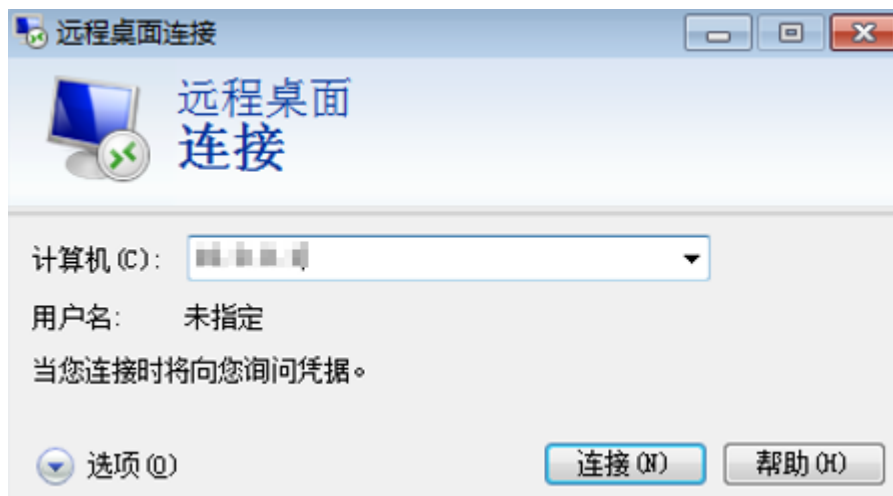 远程桌面连接
远程桌面
连接
计算机(C):
用户名: 未指定
当您连接时将向您询问凭据。
选项(O) 连接(N) 帮助(H)